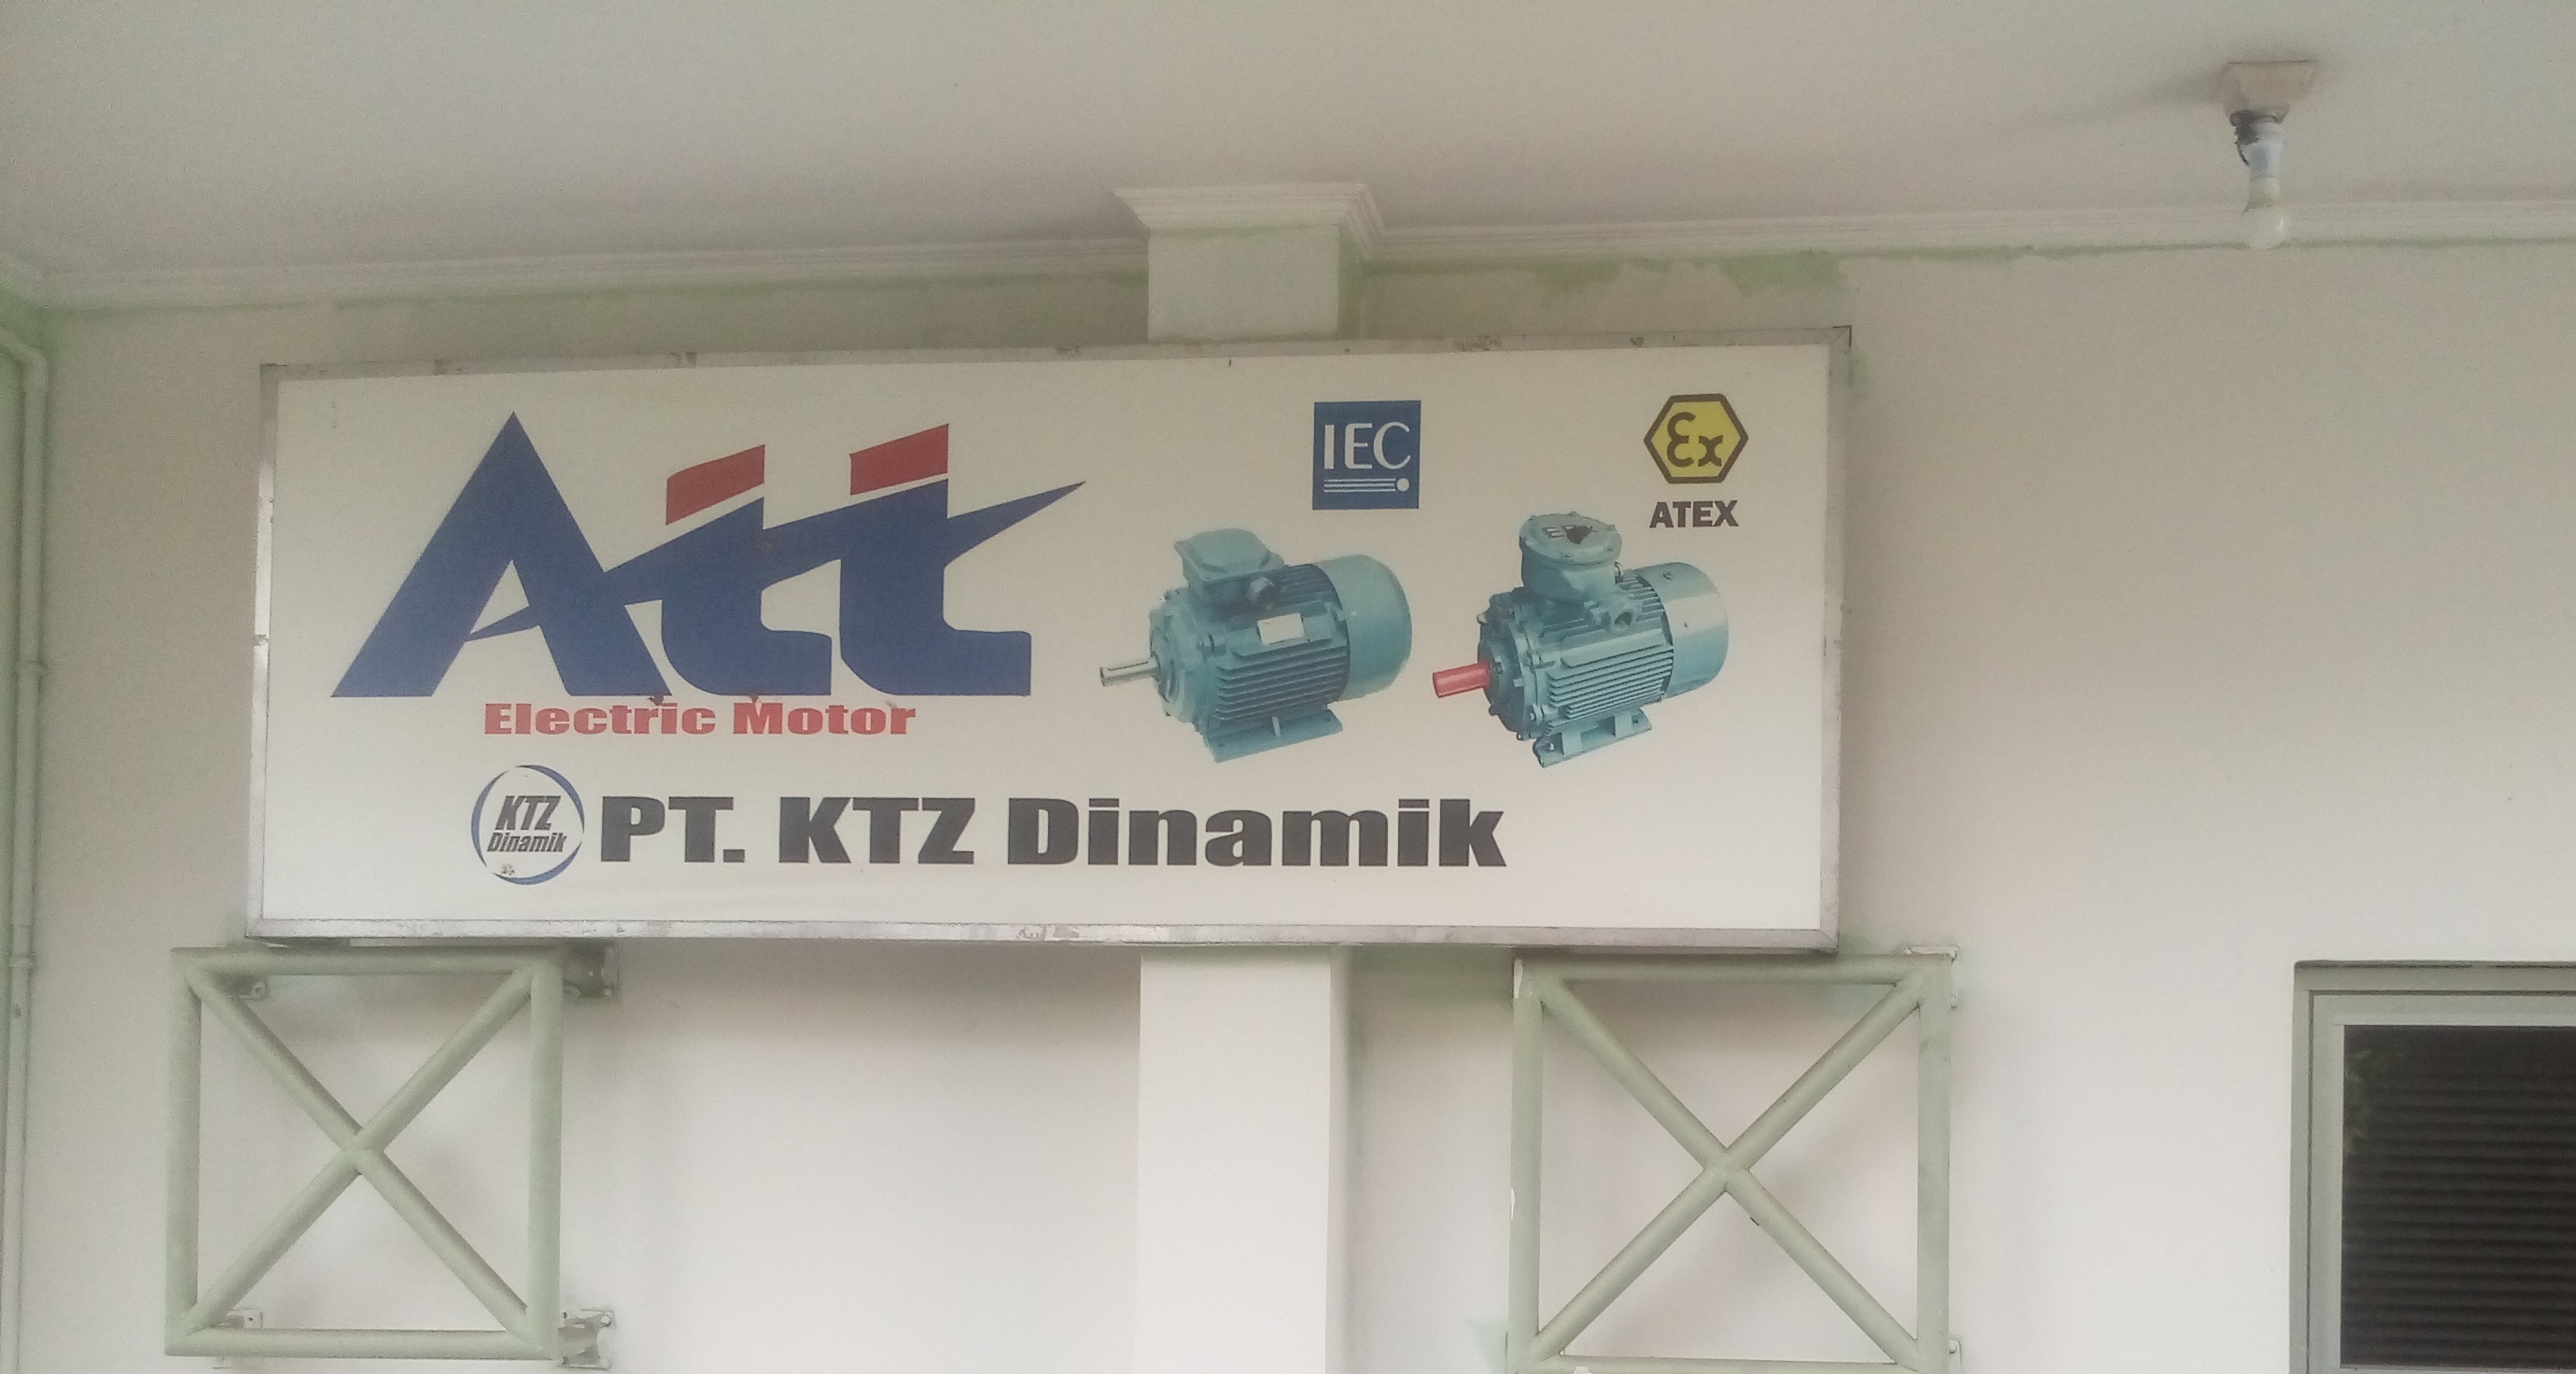 Att
Electric Motor
IEC
Ex
ATEX
KTZ
Dinamik
PT. KTZ Dinamik